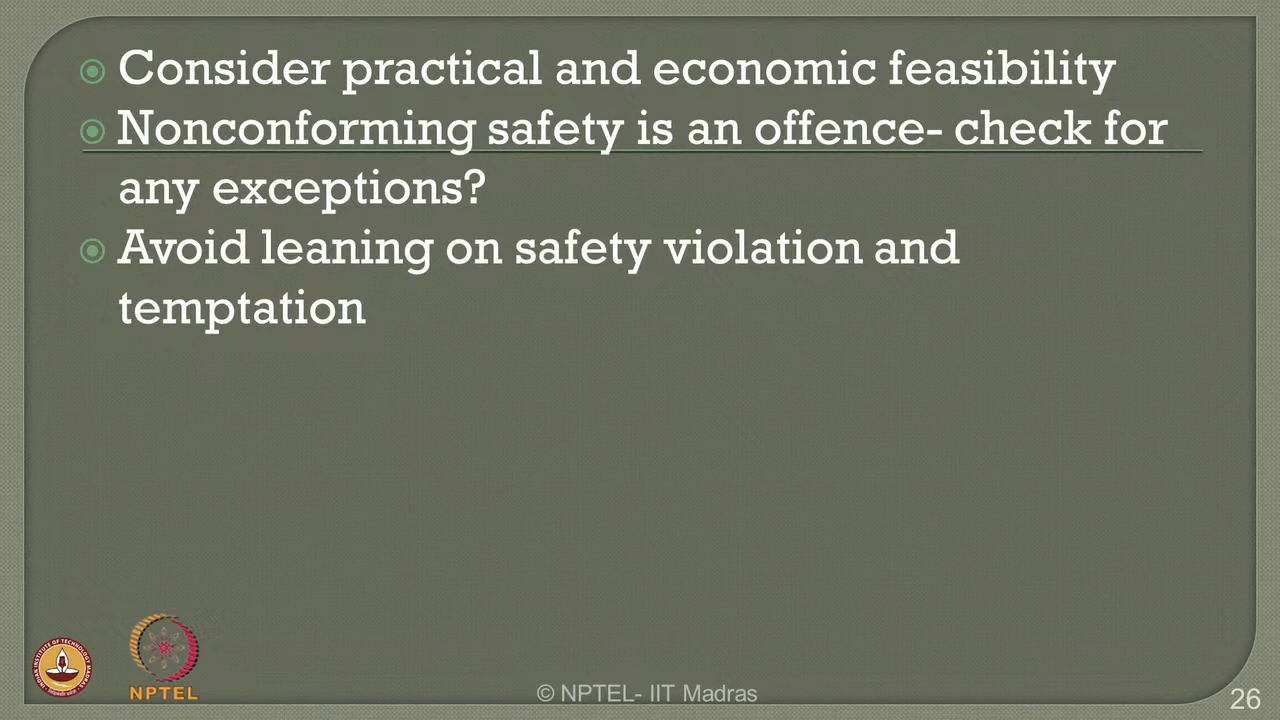 Consider practical and economic feasibility
Nonconforming safety is an offence- check for
any exceptions?
Avoid leaning on safety violation and
temptation
NPTEL
© NPTEL- IIT Madras
26